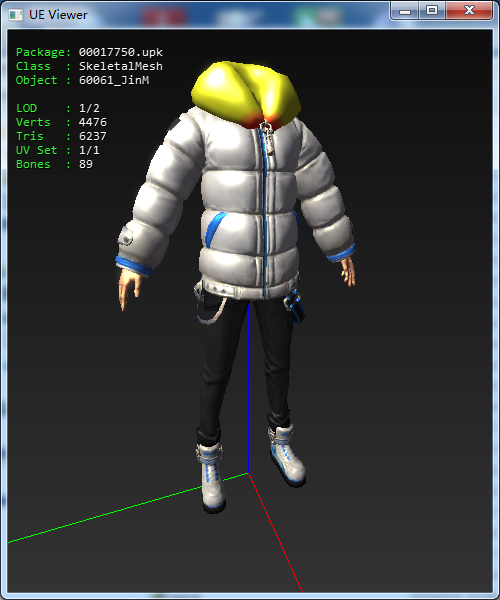 UE Viewer
Package: 00017750.upk
Class : SkeletalMesh
Object : 60061_JinM
LOD : 1/2
Verts : 4476
Tris : 6237
UV Set : 1/1
Bones : 89